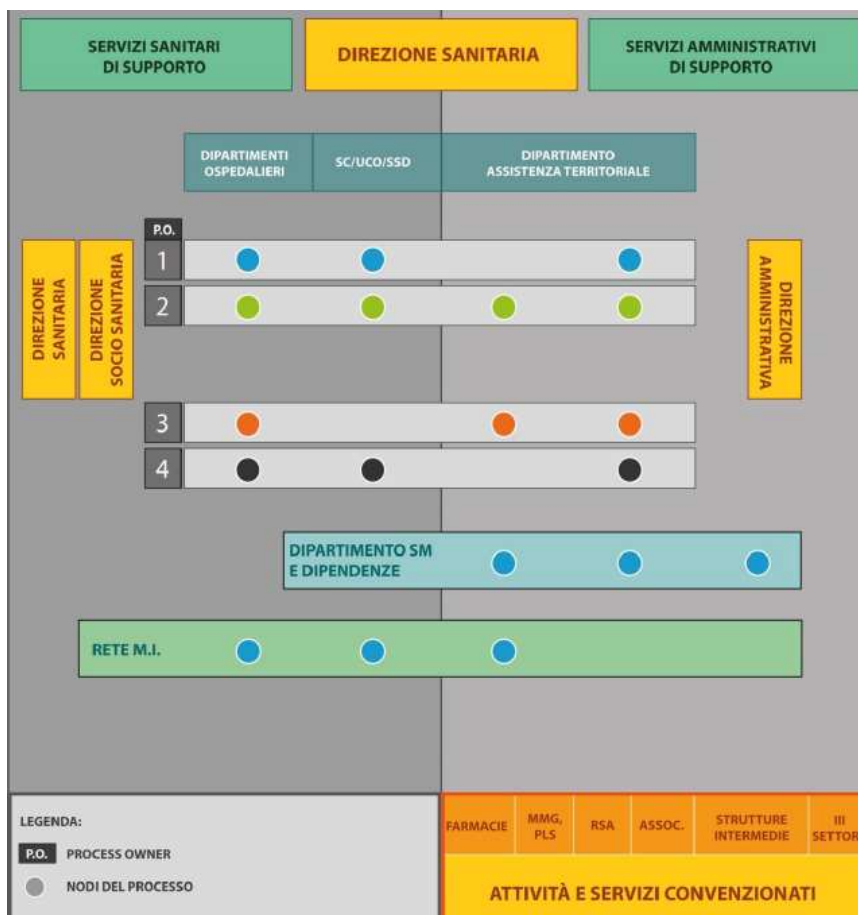 SERVIZI SANITARI
DI SUPPORTO
DIREZIONE SANITARIA
SERVIZI AMMINISTRATIVI
DI SUPPORTO
DIPARTIMENTI
OSPEDALIERI
SC/UCO/SSD
DIPARTIMENTO
ASSISTENZA TERRITORIALE
P.O.
DIREZIONE
SANITARIA
DIREZIONE
SOCIO SANITARIA
1
2
3
4
DIREZIONE
AMMINISTRATIVA
DIPARTIMENTO SM
E DIPENDENZE
RETE M.I.
LEGENDA:
P.O. PROCESS OWNER
NODI DEL PROCESSO
FARMACIE
MMG,
PLS
RSA
ASSOC.
STRUTTURE
INTERMEDIE
III
SETTOR
ATTIVITÀ E SERVIZI CONVENZIONATI